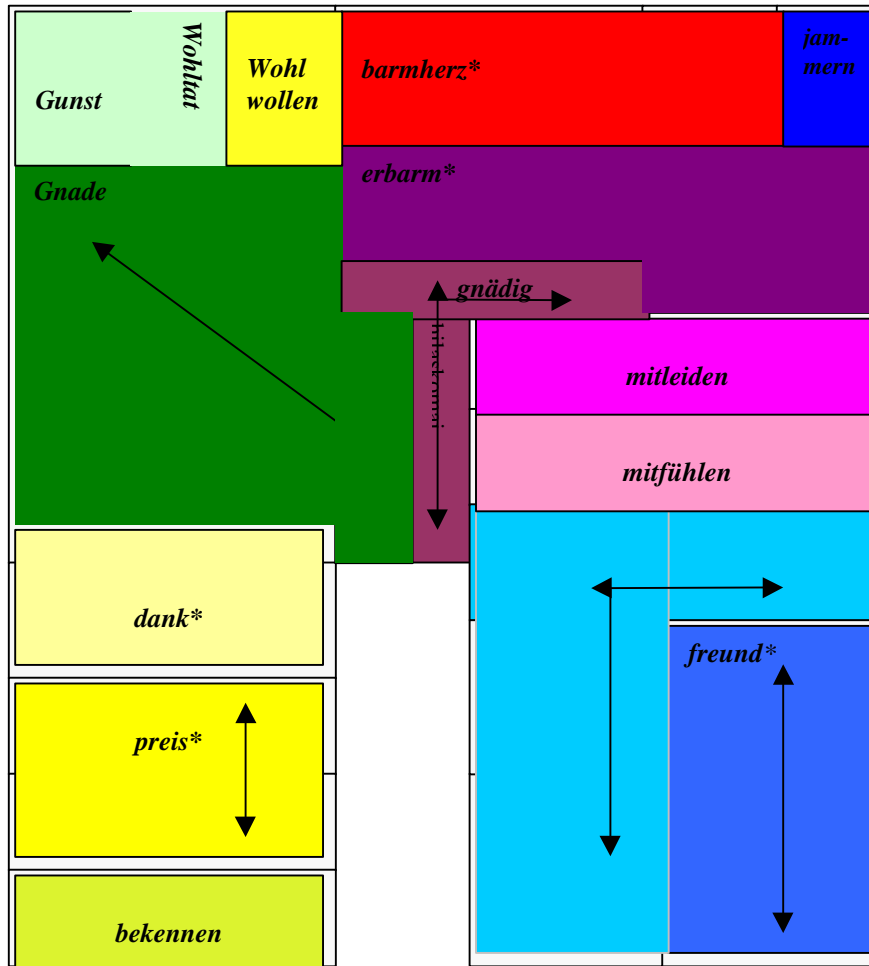 Gunst
Wohltat
Wohl
wollen
barmherz*
jam-
mern
Gnade
erbarm*
gnädig
mitleiden
mitfühlen
dank*
freund*
preis*
bekennen